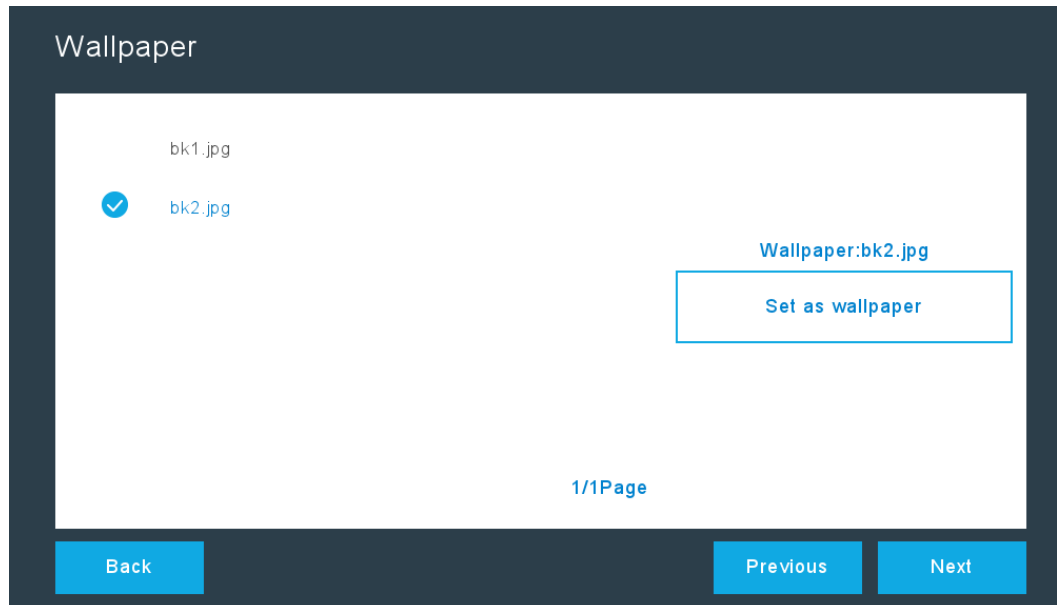 Wallpaper
bk1.jpg
bk2.jpg
Wallpaper:bk2.jpg
Set as wallpaper
1/1Page
Back
Previous
Next